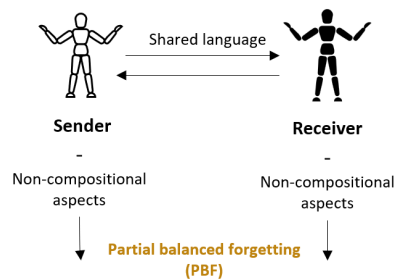 Shared language
Sender
Receiver
-
-
Non-compositional
aspects
Non-compositional
aspects
Partial balanced forgetting
(PBF)